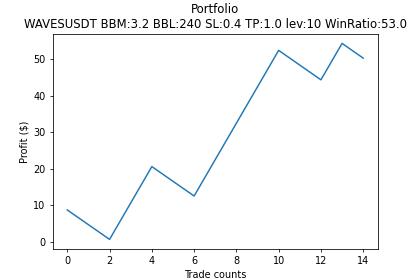 Portfolio
WAVESUSDT BBM:3.2 BBL:240 SL:0.4 TP:1.0 lev:10 WinRatio:53.0
50
40
30
20
10
0
Profit ($)
0 2 4 6 8 10 12 14
Trade counts